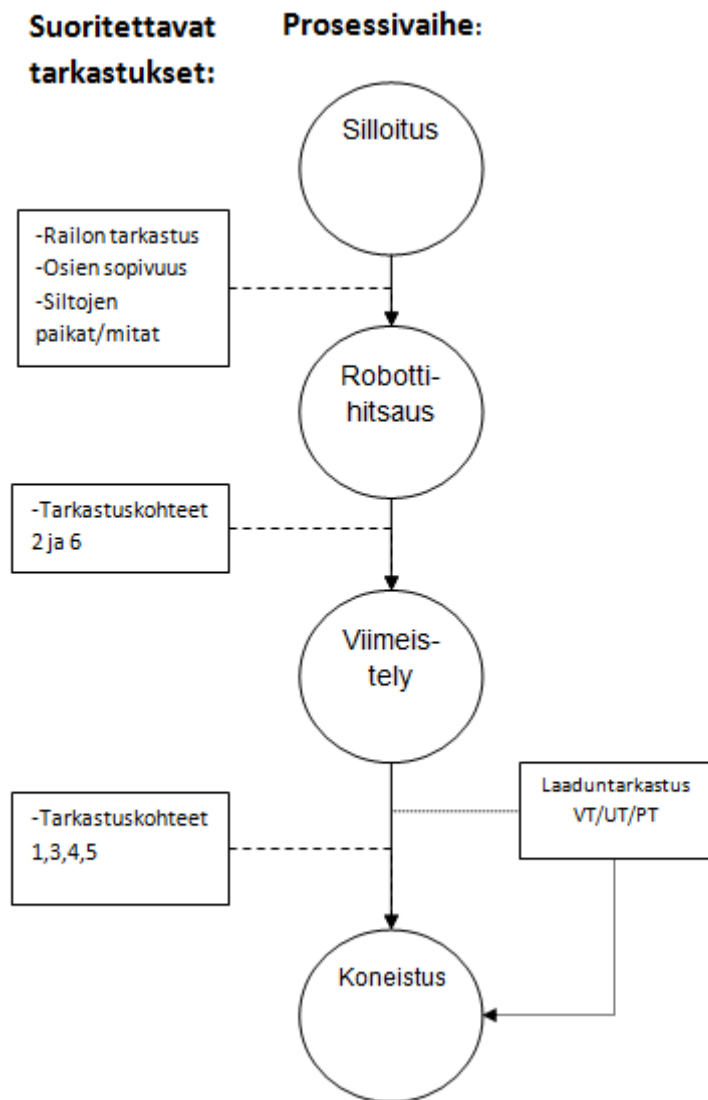 Suoritettavat
tarkastukset:
Prosessivaihe:
Silloitus
-Railon tarkastus
-Osien sopivuus
-Siltojen
paikat/mitat
Robotti-
hitsaus
-Tarkastuskohteet
2 ja 6
Viimeis-
tely
Laaduntarkastus
VT/UT/PT
-Tarkastuskohteet
1,3,4,5
Koneistus